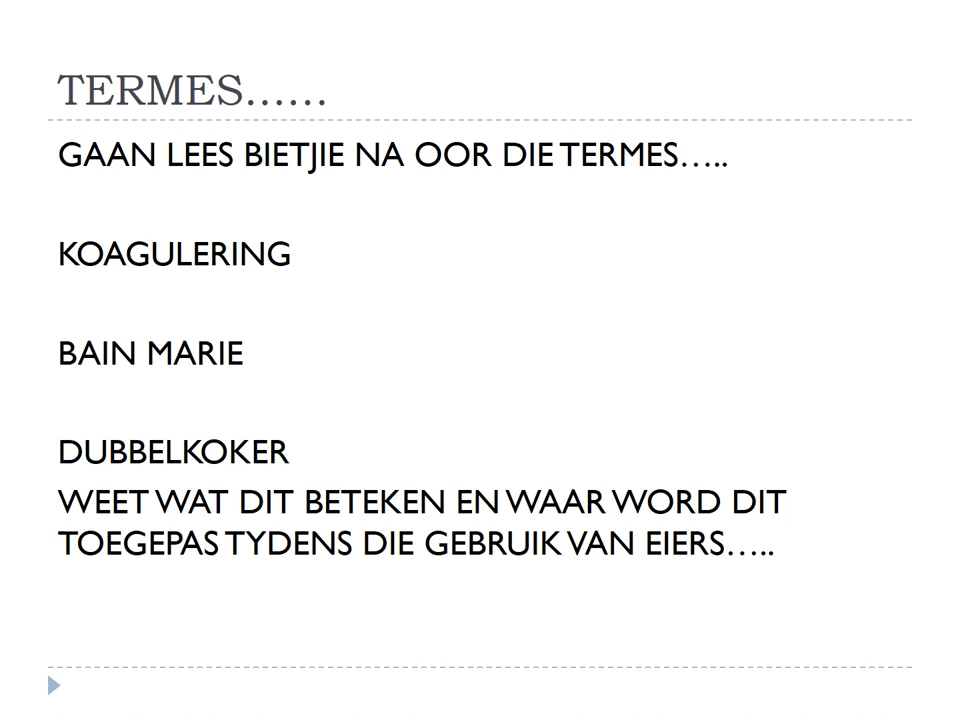 TERMES……
GAAN LEES BIETJIE NA OOR DIE TERMES…..
KOAGULERING
BAIN MARIE
DUBBELKOKER
WEET WAT DIT BETEKEN EN WAAR WORD DIT
TOEGEPAS TYDENS DIE GEBRUIK VAN EIERS…..